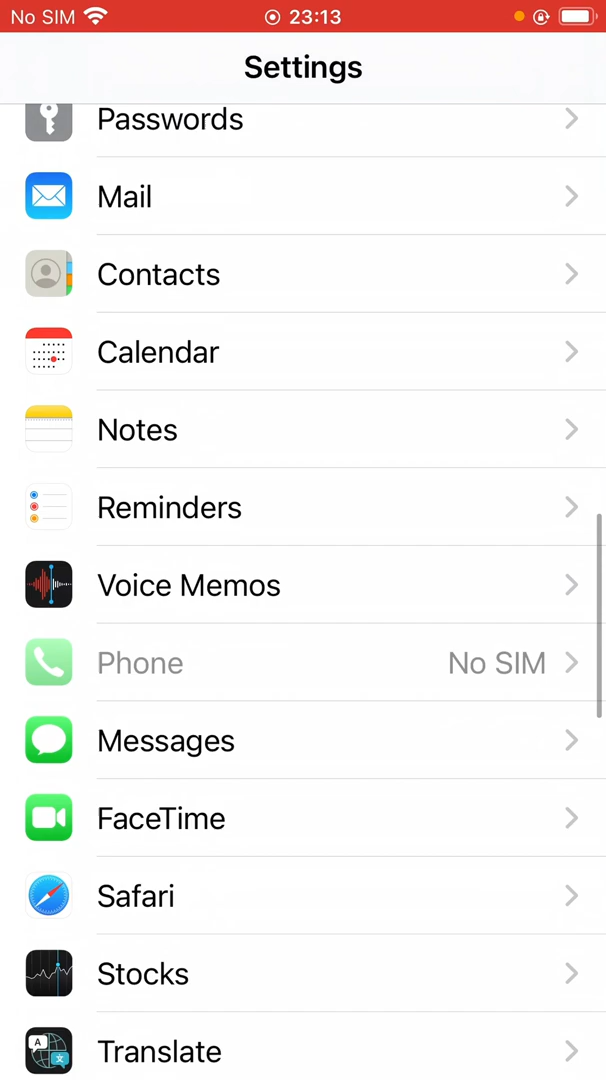 No SIM 23:13
Settings
Passwords
Mail
Contacts
Calendar
Notes
Reminders
Voice Memos
Phone No SIM
Messages
FaceTime
Safari
Stocks
A 文
Translate